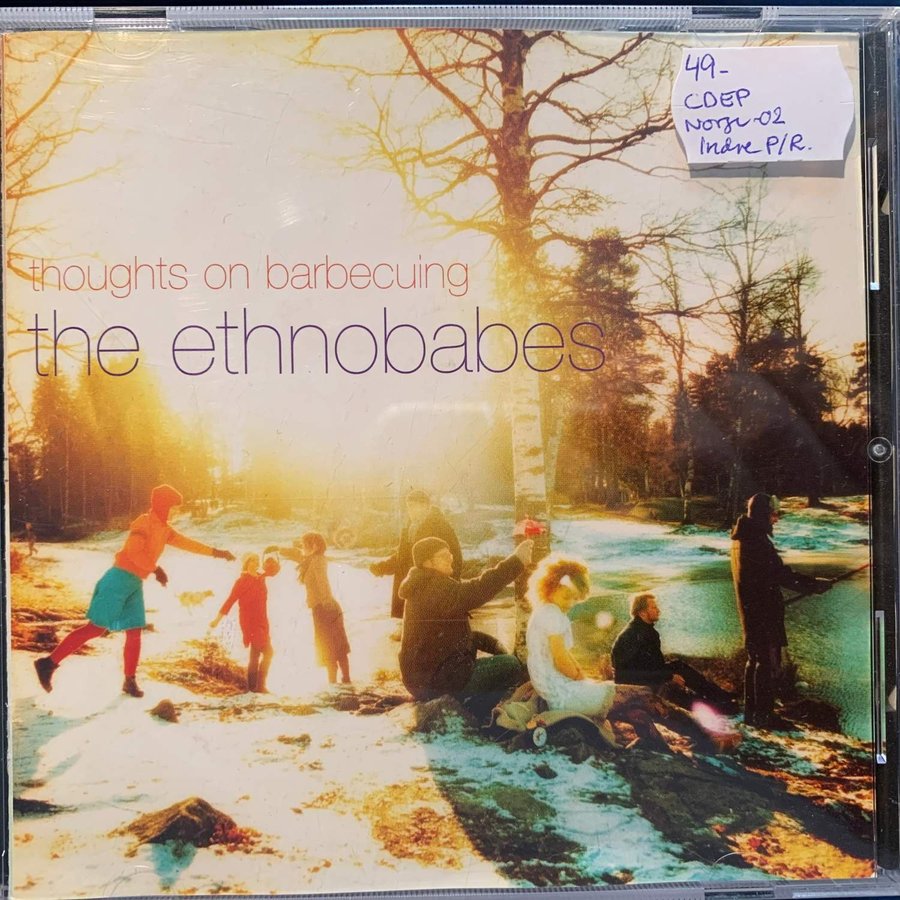 49-
CDEP
Norge-02
Indre P/R.
thoughts on barbecuing
the ethnobabes